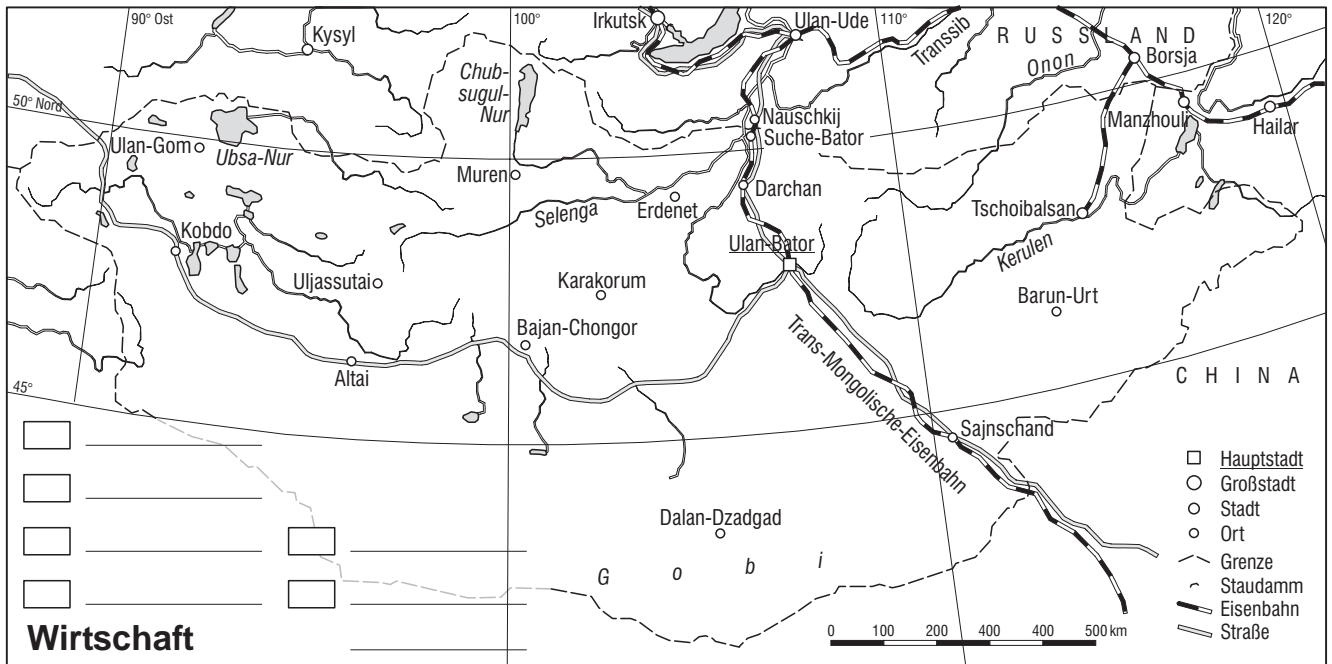 90° Ost
100°
110°
120°
Irkutsk
Ulan-Ude
Kysyl
Transsib
R U S S L A N D
Onon
Borsja
Chub-
sugul-
Nur
50° Nord
Nauschkij
Manzhouli
Hailar
Suche-Bator
Ulan-Gom
Ubsa-Nur
Muren
Darchan
Selenga
Erdenet
Tschoibalsan
Kobdo
Ulan-Bator
Kerulen
Uljassutai
Karakorum
Barun-Urt
Bajan-Chongor
Trans-Mongolische-Eisenbahn
Altai
45°
C H I N A
Sajnschand
Dalan-Dzadgad
G o b i
Hauptstadt
Großstadt
Stadt
Ort
Grenze
Staudamm
Eisenbahn
Straße
Wirtschaft
0 100 200 400 400 500 km